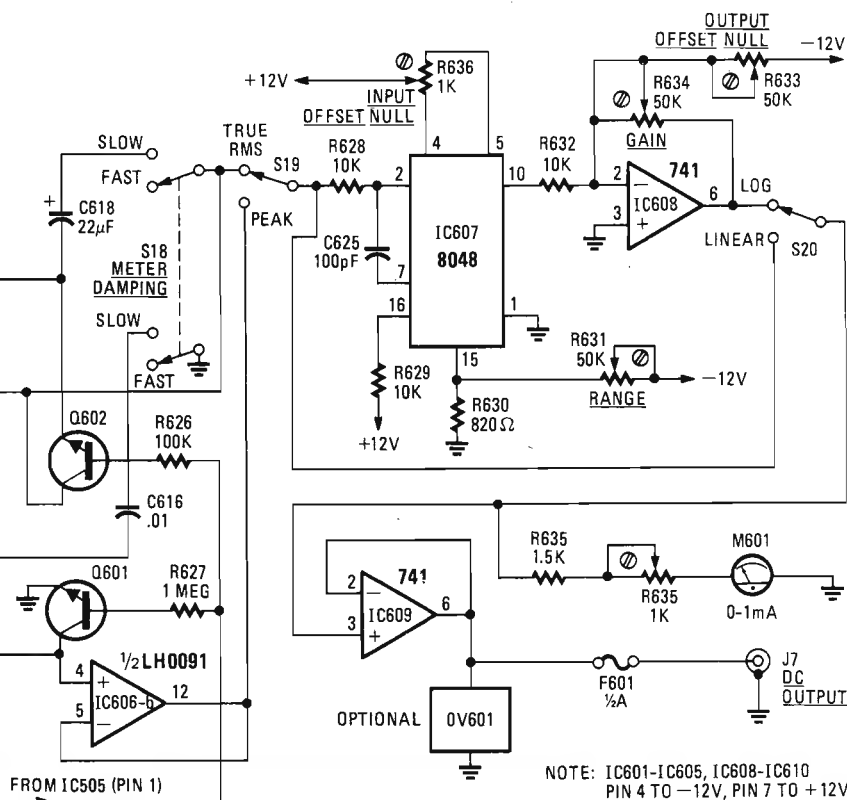 OUTPUT
OFFSET NULL
−12V
+12V
R636
1K
INPUT
OFFSET NULL
R634
50K
R633
50K
GAIN
SLOW
TRUE
RMS
S19
R628
10K
4
5
R632
10K
741
FAST
2
10
2
−
6
LOG
+
C618
22µF
PEAK
IC607
8048
3
+
IC608
S18
METER
DAMPING
C625
100pF
7
LINEAR
S20
SLOW
16
1
FAST
R629
10K
+12V
15
R631
50K
−12V
RANGE
R630
820Ω
Q602
R626
100K
C616
.01
Q601
R627
1 MEG
741
2
−
IC609
6
3
+
R635
1.5K
R635
1K
M601
0-1mA
½LH0091
4
+
IC606-b
12
5
−
F601
½A
J7
DC
OUTPUT
OPTIONAL
OV601
FROM IC505 (PIN 1)
NOTE: IC601-IC605, IC608-IC610
PIN 4 TO −12V, PIN 7 TO +12V